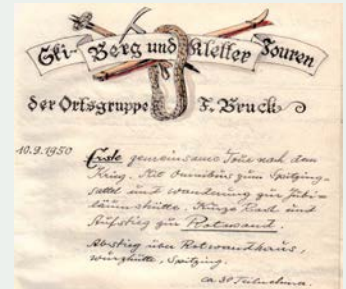 Ski- Berg und Kletter Touren
der Ortsgruppe F. Bruck
10.9.1950 Erste gemeinsame Tour nach dem
Krieg. Mit Omnibus zum Spitzing-
sattel und Wanderung zur Jubi-
läumshütte. Kurze Rast und
Aufstieg zur Rotwand.
Abstieg über Rotwandhaus,
Wurzhütte, Spitzing.
ca 30 Teilnehmer.